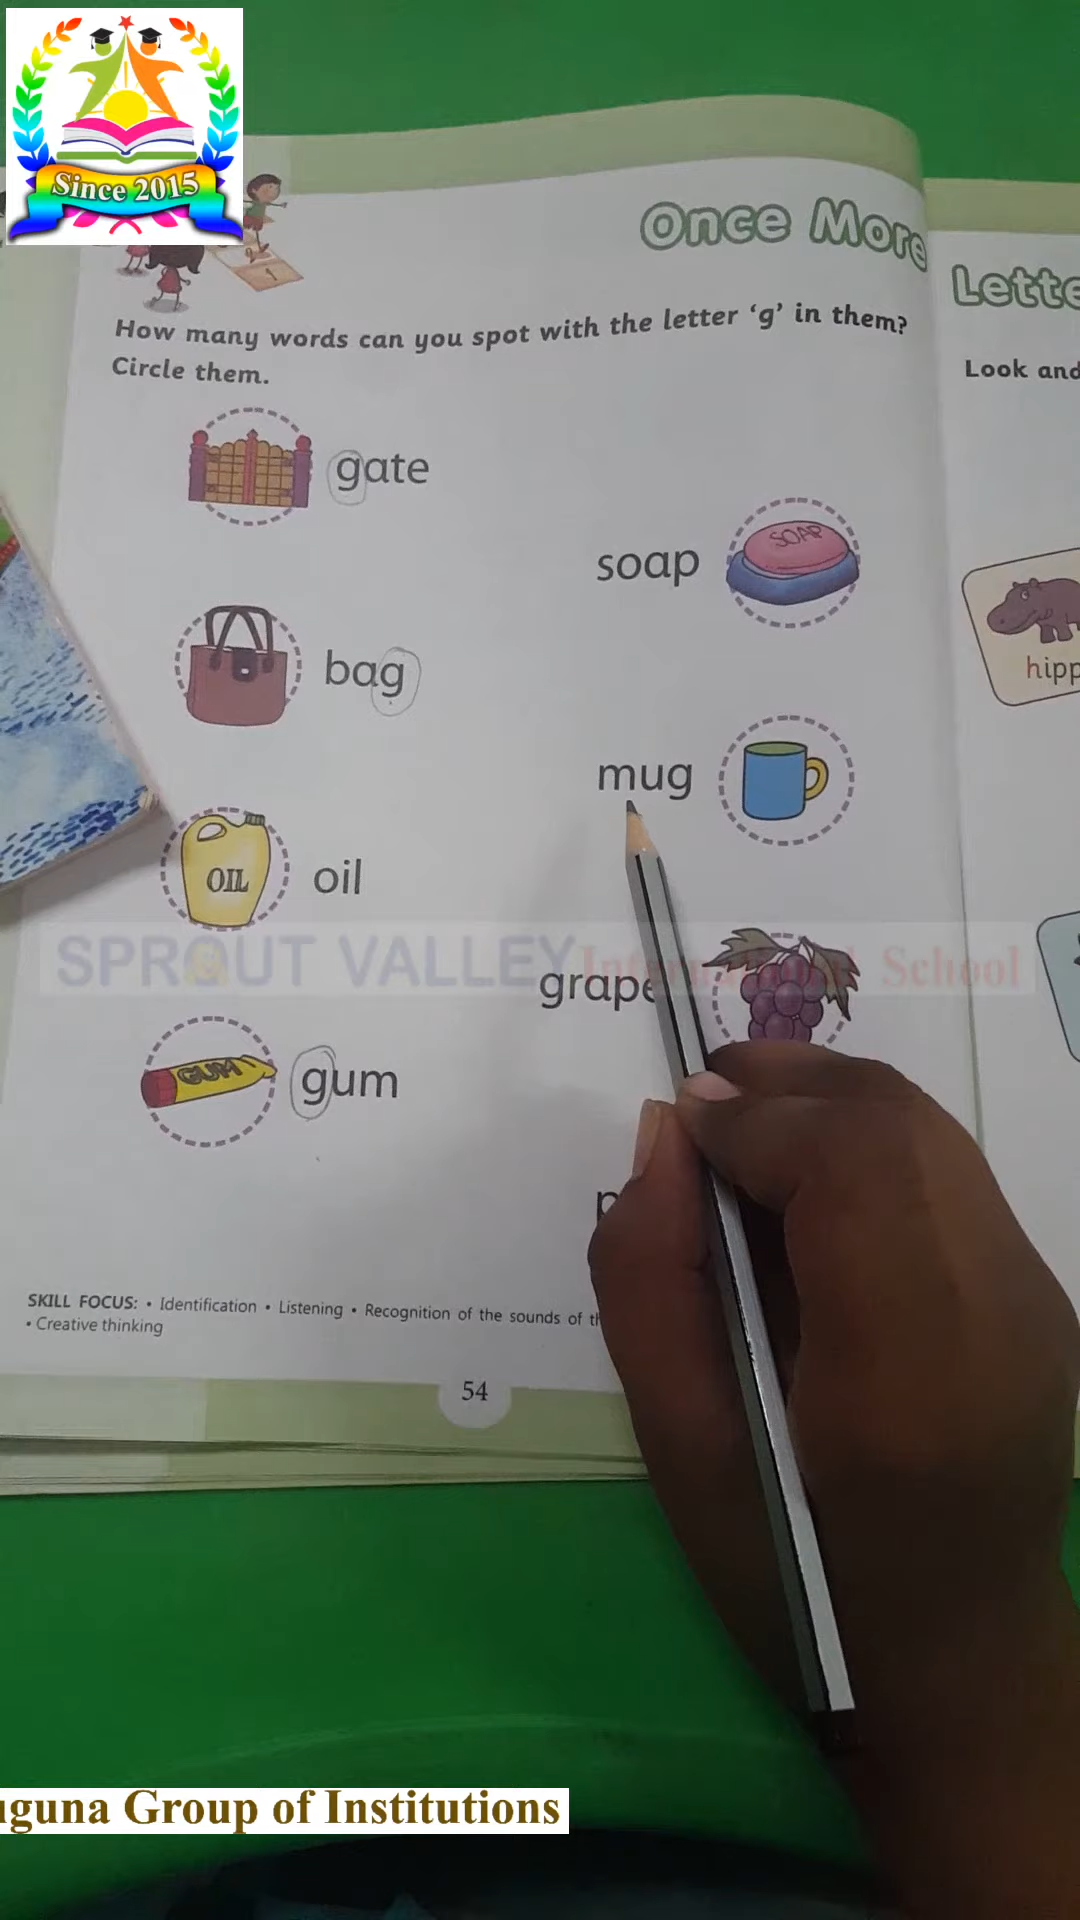 Since 2015
Once More
How many words can you spot with the letter 'g' in them?
Circle them.
gate
soap
SOAP
bag
mug
oil
OIL
SPROUT VALLEY International School
grape
gum
GUM
SKILL FOCUS: • Identification • Listening • Recognition of the sounds of
• Creative thinking
54
Look and
hipp
Group of Institutions